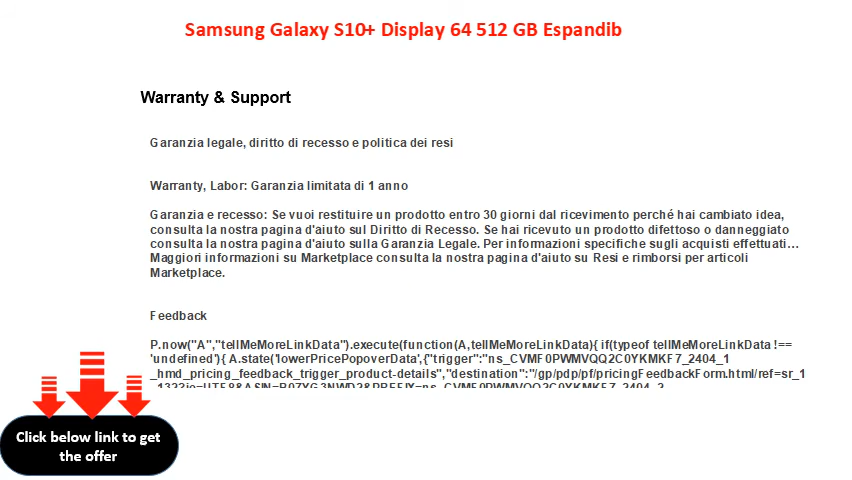 Samsung Galaxy S10+ Display 64 512 GB Espandib
Warranty & Support
Garanzia legale, diritto di recesso e politica dei resi
Warranty, Labor: Garanzia limitata di 1 anno
Garanzia e recesso: Se vuoi restituire un prodotto entro 30 giorni dal ricevimento perché hai cambiato idea,
consulta la nostra pagina d'aiuto sul Diritto di Recesso. Se hai ricevuto un prodotto difettoso o danneggiato
consulta la nostra pagina d'aiuto sulla Garanzia Legale. Per informazioni specifiche sugli acquisti effettuati...
Maggiori informazioni su Marketplace consulta la nostra pagina d'aiuto su Resi e rimborsi per articoli
Marketplace.
Feedback
P.now("A","tellMeMoreLinkData").execute(function(A,tellMeMoreLinkData){ if(typeof tellMeMoreLinkData !==
'undefined'){ A.state('lowerPricePopoverData',{"trigger":"ns_CVMF0PWMVQQ2C0YKMKF7_2404_1
_hmd_pricing_feedback_trigger_product-details","destination":"/gp/pdp/pf/pricingFeedbackForm.html/ref=sr_1
Click below link to get
the offer